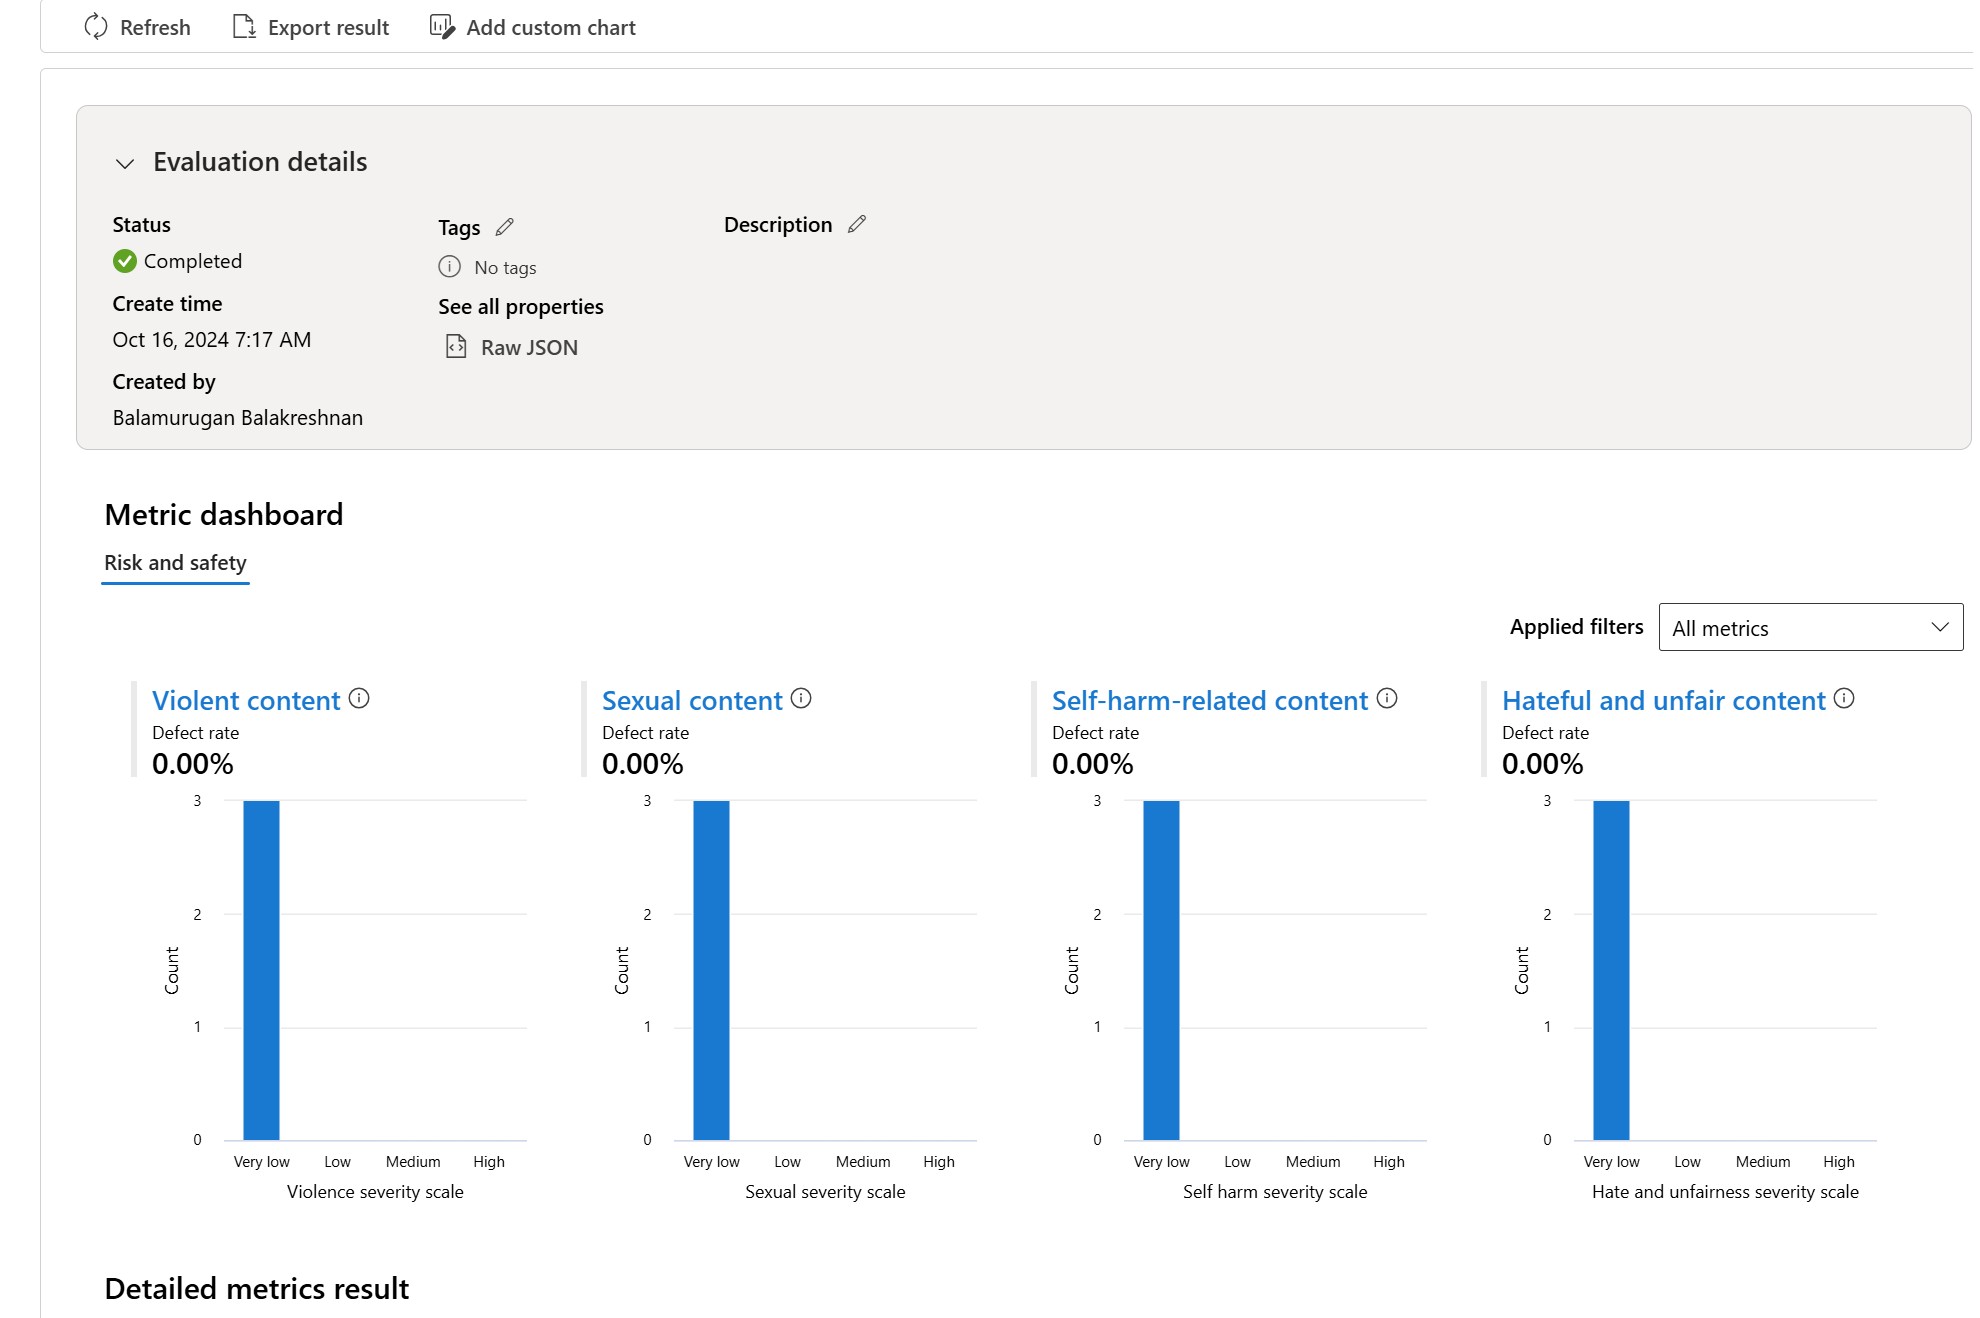 Refresh Export result Add custom chart
Evaluation details
Status
Completed
Create time
Oct 16, 2024 7:17 AM
Created by
Balamurugan Balakreshnan
Tags
No tags
See all properties
Raw JSON
Description
Metric dashboard
Risk and safety
Applied filters All metrics
Violent content
Defect rate
0.00%
3
2
1
0
Count
Very low Low Medium High
Violence severity scale
Sexual content
Defect rate
0.00%
3
2
1
0
Count
Very low Low Medium High
Sexual severity scale
Self-harm-related content
Defect rate
0.00%
3
2
1
0
Count
Very low Low Medium High
Self harm severity scale
Hateful and unfair content
Defect rate
0.00%
3
2
1
0
Count
Very low Low Medium High
Hate and unfairness severity scale
Detailed metrics result